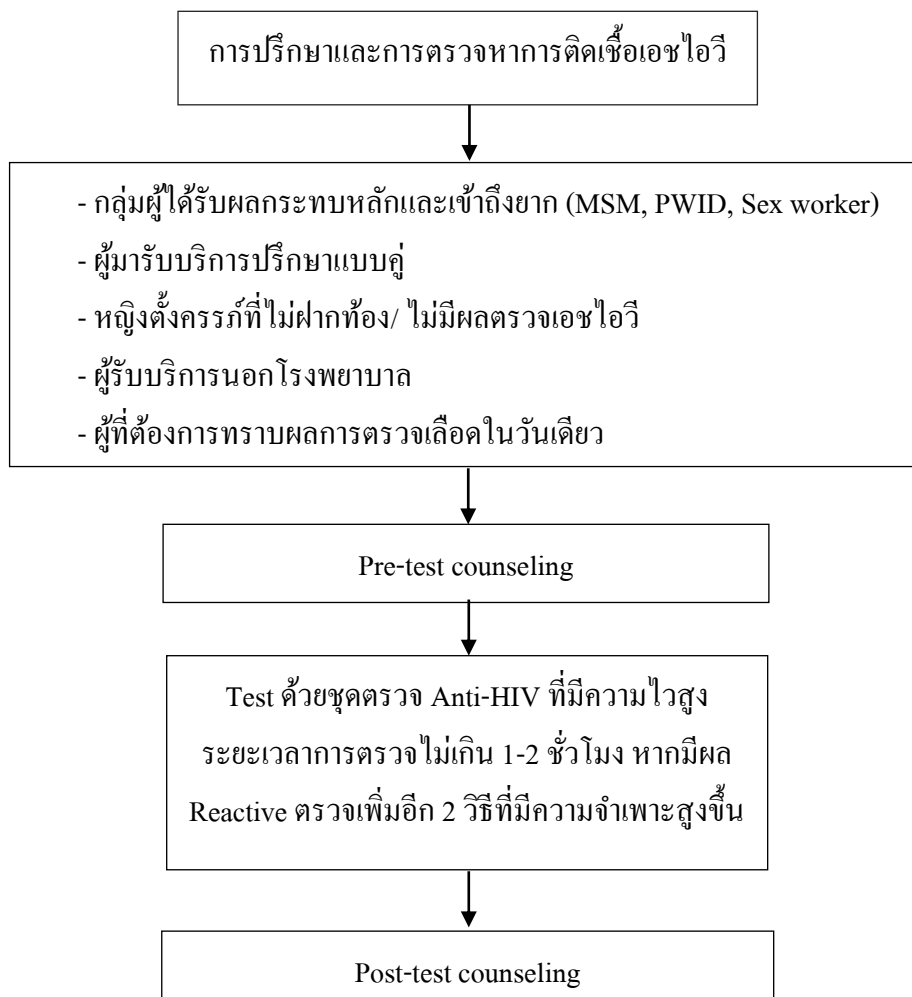 การปรึกษาและการตรวจหาการติดเชื้อเอชไอวี
- กลุ่มผู้ได้รับผลกระทบหลักและเข้าถึงยาก (MSM, PWID, Sex worker)
- ผู้มารับบริการปรึกษาแบบคู่
- หญิงตั้งครรภ์ที่ไม่ฝากท้อง/ ไม่มีผลตรวจเอชไอวี
- ผู้รับบริการนอกโรงพยาบาล
- ผู้ที่ต้องการทราบผลการตรวจเลือดในวันเดียว
Pre-test counseling
Test ด้วยชุดตรวจ Anti-HIV ที่มีความไวสูง
ระยะเวลาการตรวจไม่เกิน 1-2 ชั่วโมง หากมีผล
Reactive ตรวจเพิ่มอีก 2 วิธีที่มีความจำเพาะสูงขึ้น
Post-test counseling